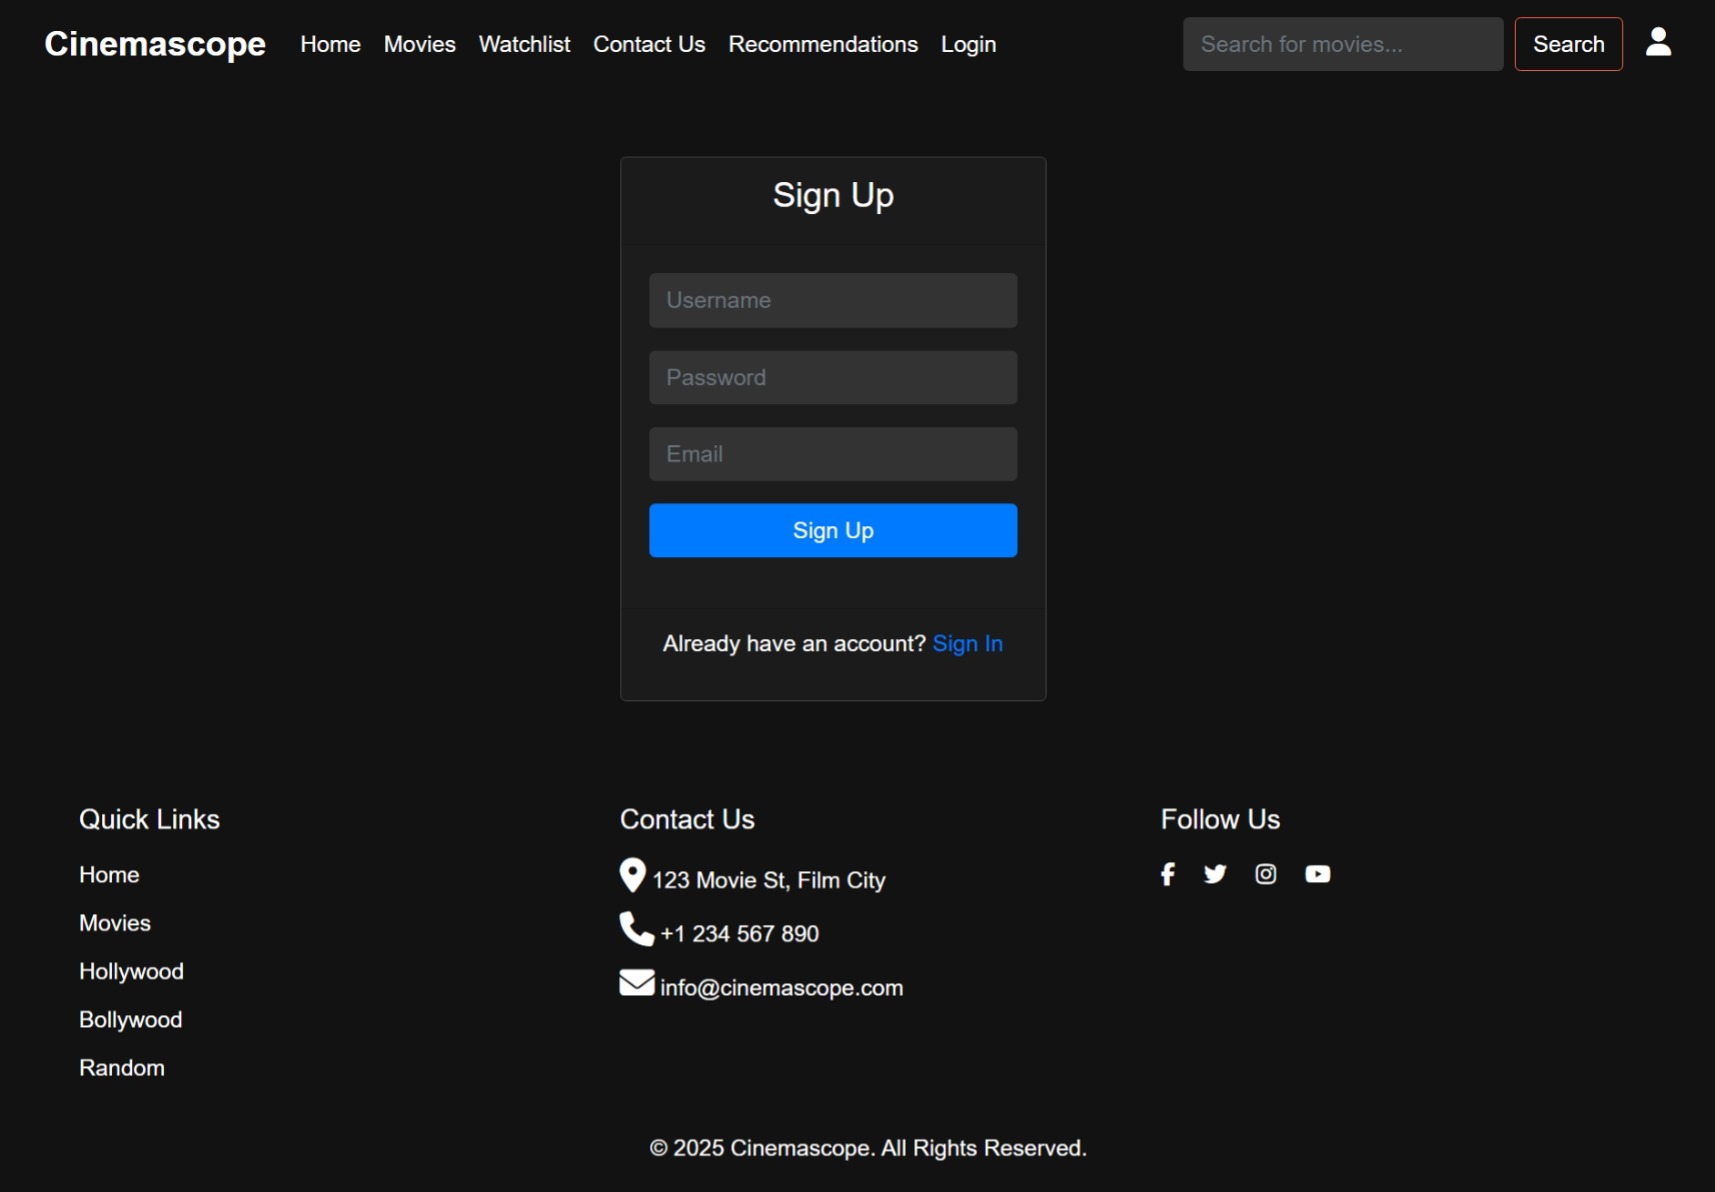 Cinemascope Home Movies Watchlist Contact Us Recommendations Login Search for movies... Search
Sign Up
Username
Password
Email
Sign Up
Already have an account? Sign In
Quick Links
Home
Movies
Hollywood
Bollywood
Random
Contact Us
123 Movie St, Film City
+1 234 567 890
info@cinemascope.com
Follow Us
© 2025 Cinemascope. All Rights Reserved.